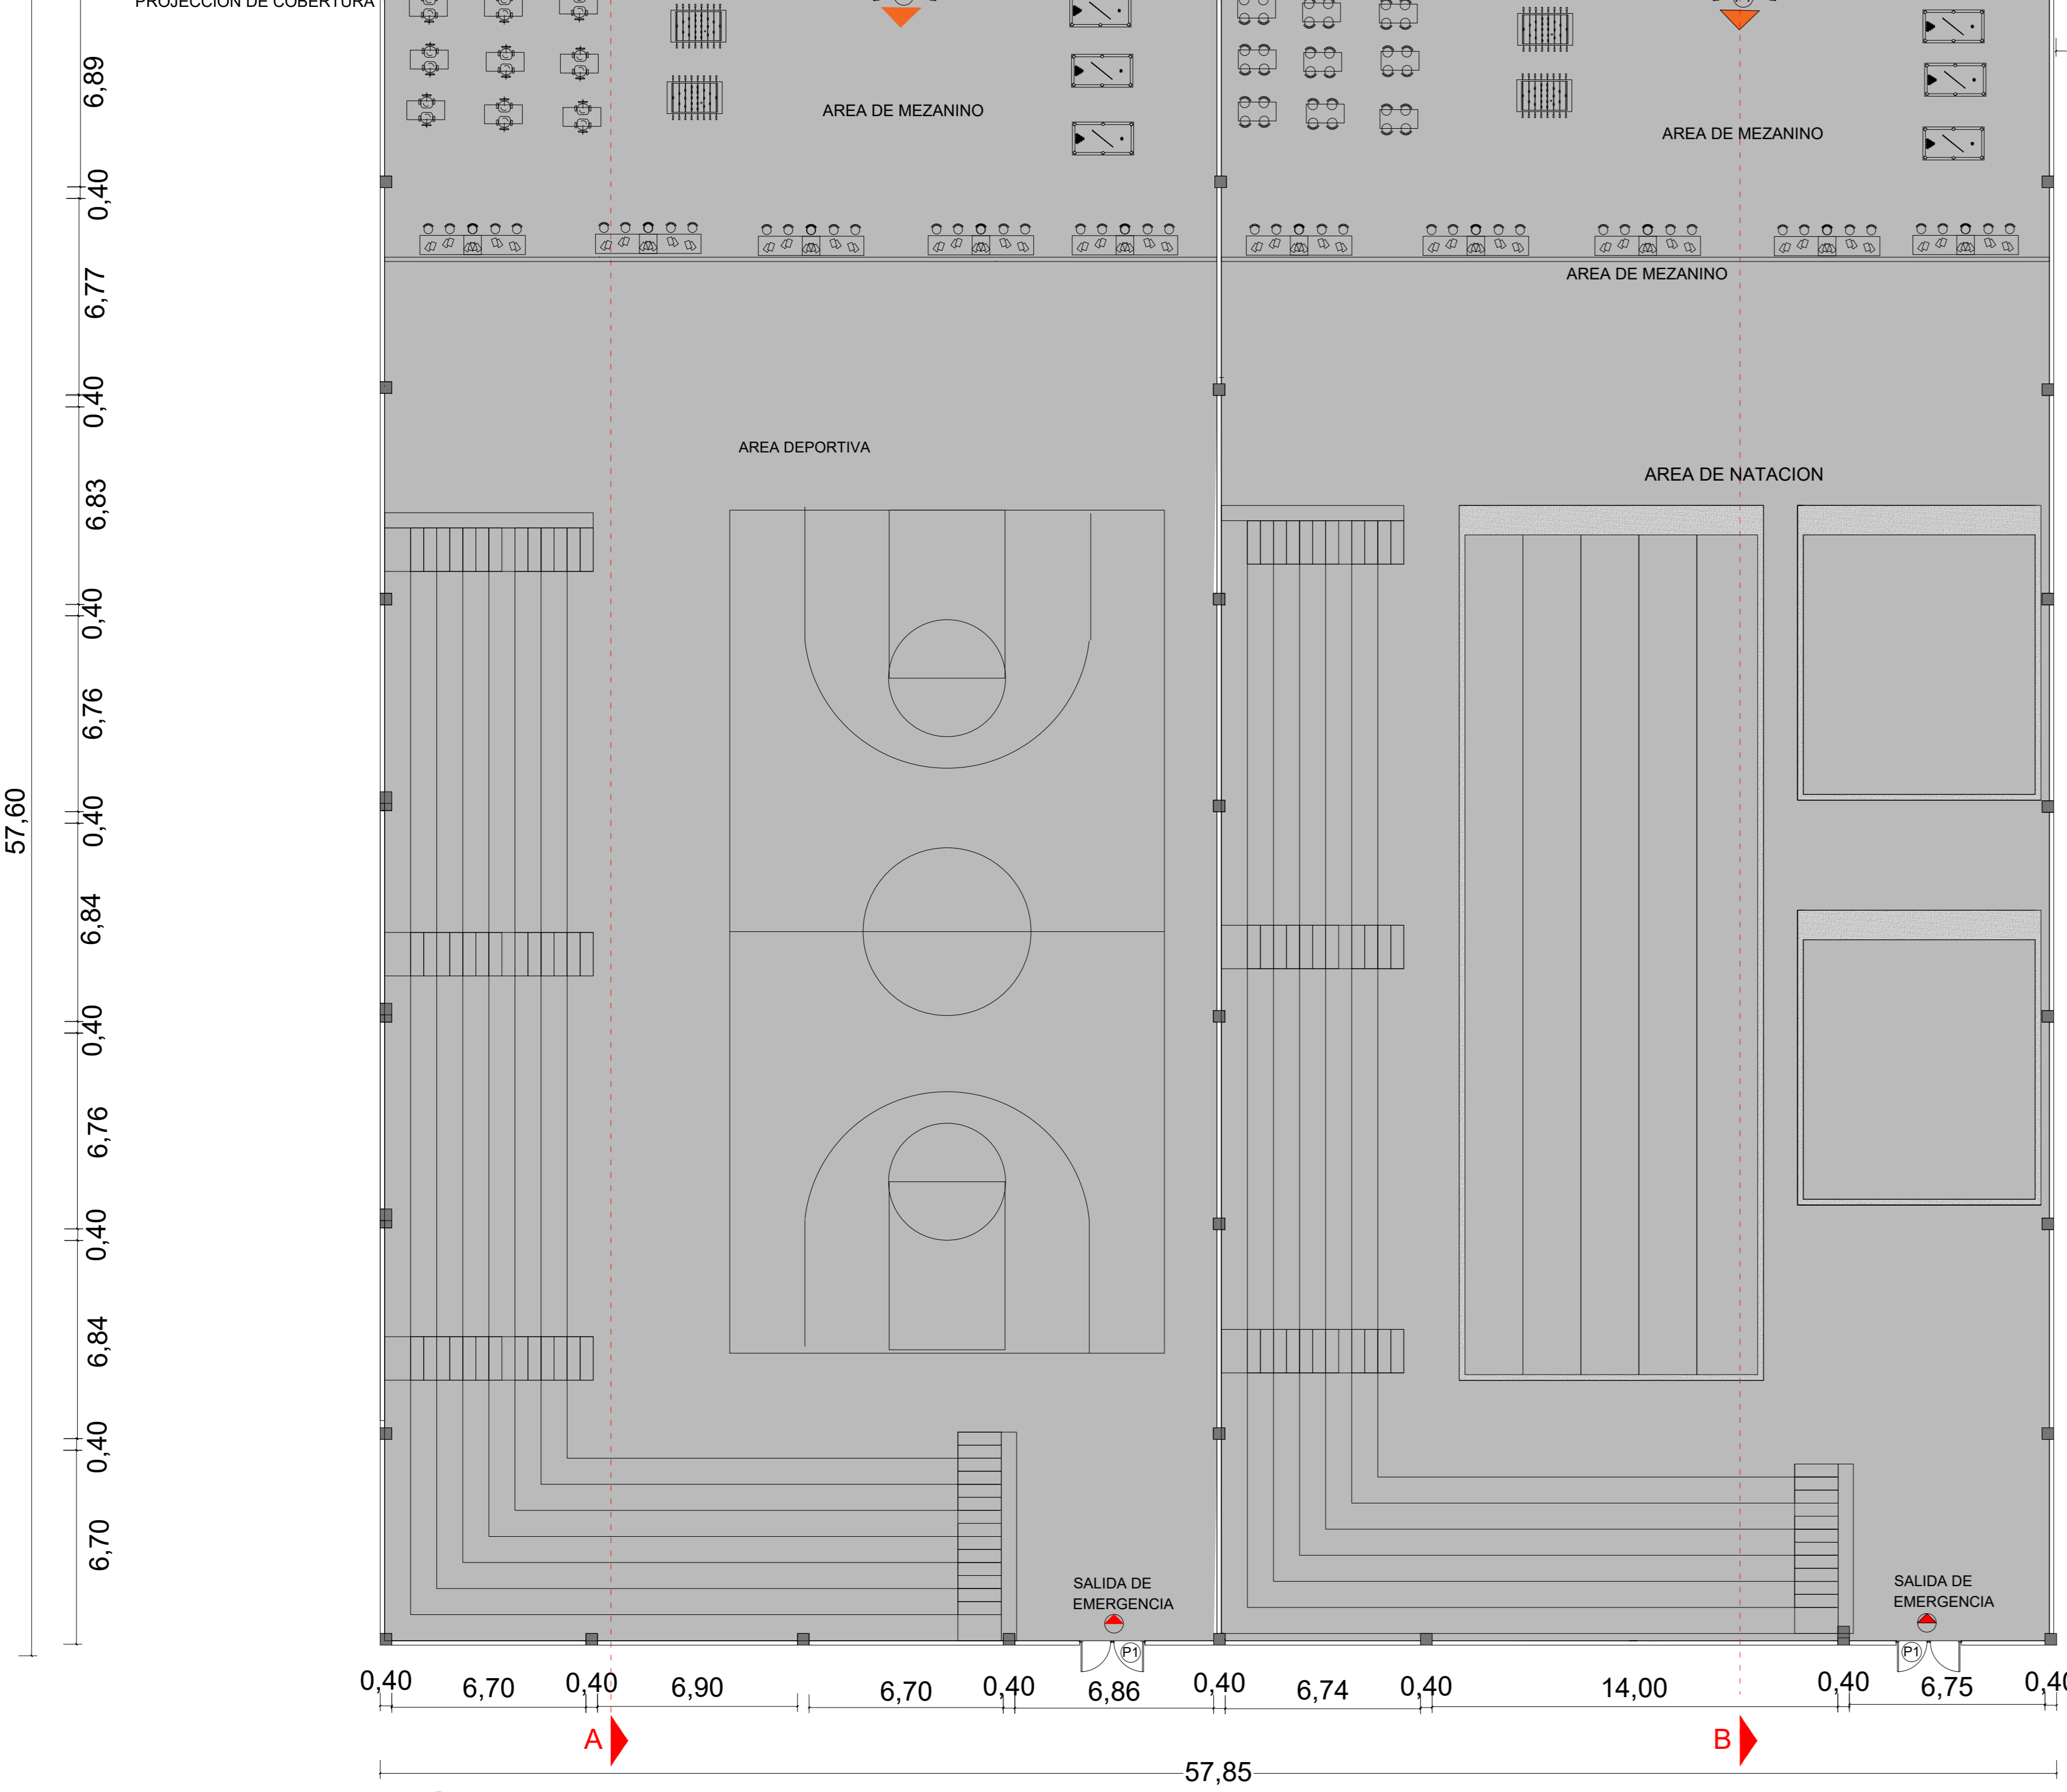 PROJECCION DE COBERTURA
6,89
AREA DE MEZANINO
AREA DE MEZANINO
0,40
6,77
AREA DE MEZANINO
0,40
AREA DEPORTIVA
AREA DE NATACION
6,83
0,40
6,76
57,60
0,40
6,84
0,40
6,76
0,40
6,84
0,40
6,70
SALIDA DE
EMERGENCIA
SALIDA DE
EMERGENCIA
P1
P1
0,40
6,70
0,40
6,90
6,70
0,40
6,86
0,40
6,74
0,40
14,00
0,40
6,75
0,40
A
B
57,85